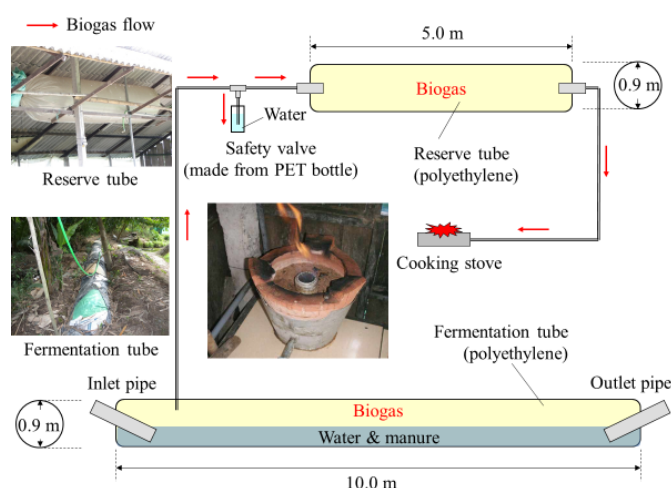 Biogas flow
5.0 m
Biogas
0.9 m
Water
Safety valve
(made from PET bottle)
Reserve tube
(polyethylene)
Reserve tube
Cooking stove
Fermentation tube
Fermentation tube
(polyethylene)
Inlet pipe
Outlet pipe
Biogas
0.9 m
Water & manure
10.0 m